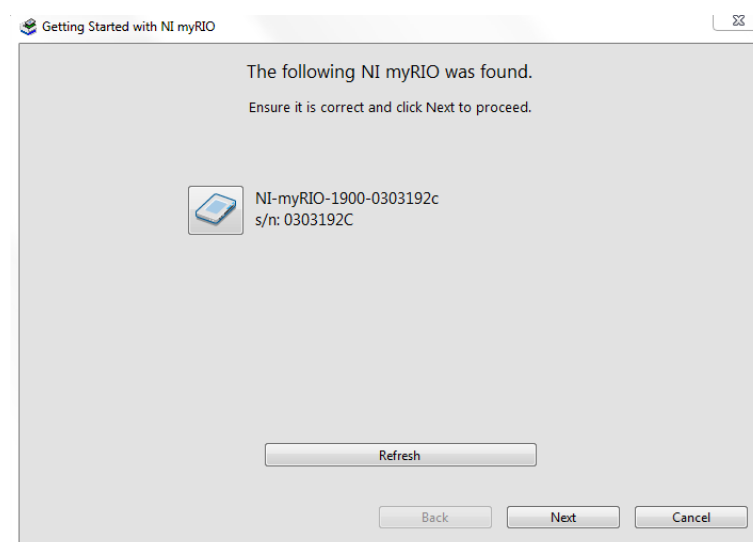 Getting Started with NI myRIO
The following NI myRIO was found.
Ensure it is correct and click Next to proceed.
NI-myRIO-1900-0303192c
s/n: 0303192C
Refresh
Back Next Cancel